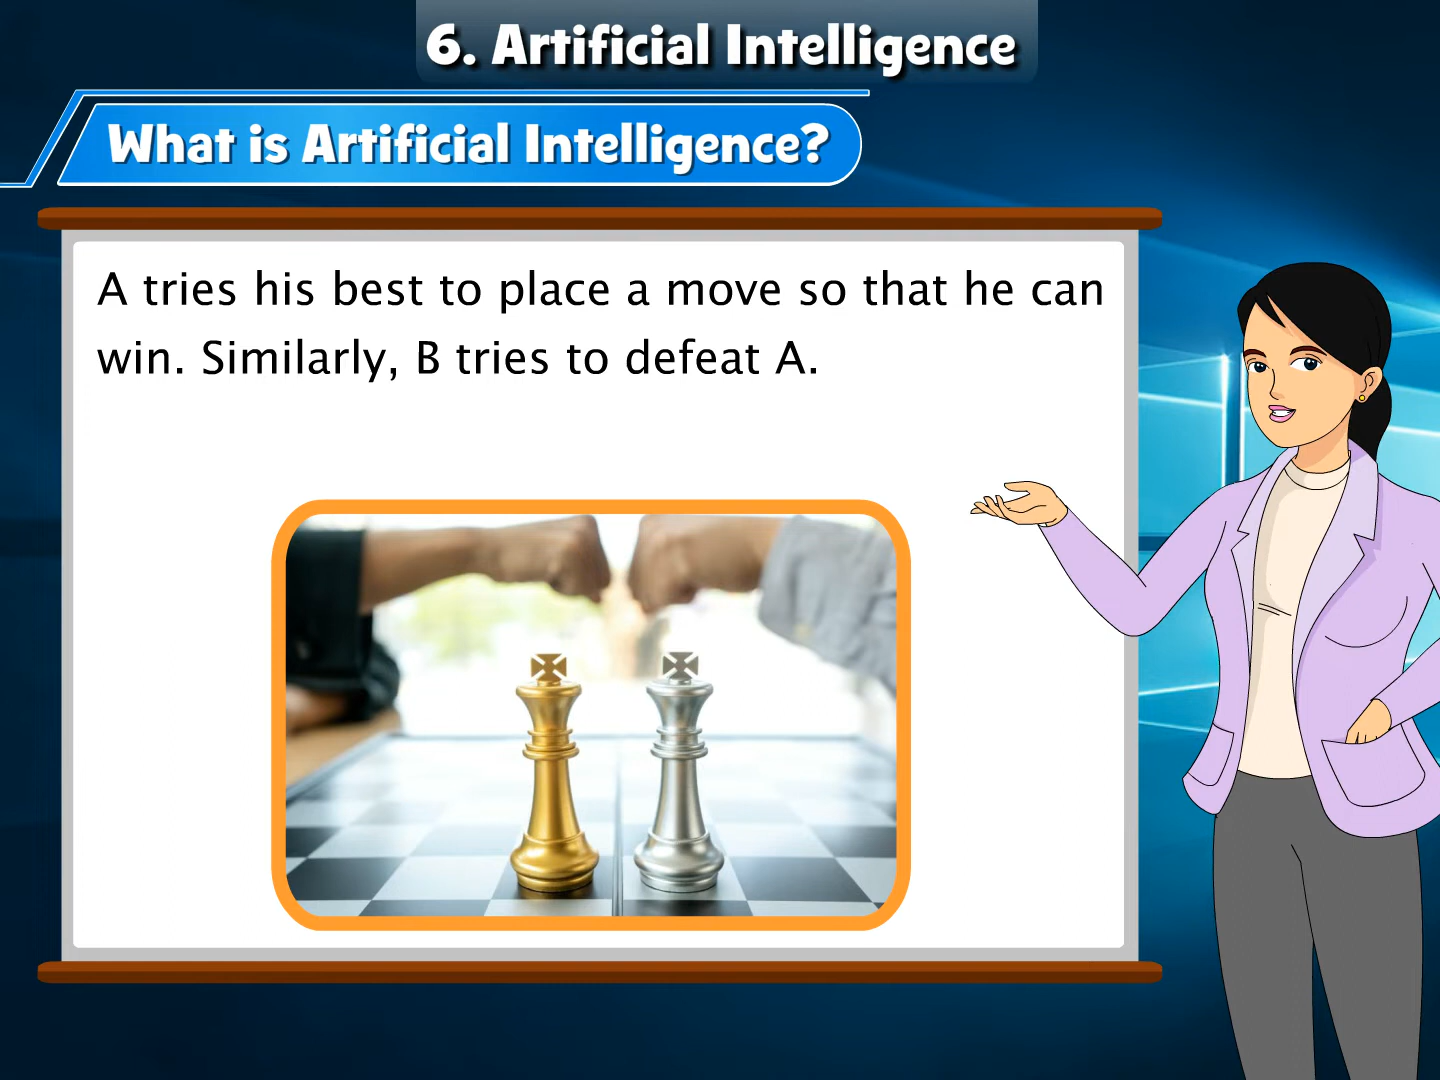 6. Artificial Intelligence
What is Artificial Intelligence?
A tries his best to place a move so that he can
win. Similarly, B tries to defeat A.